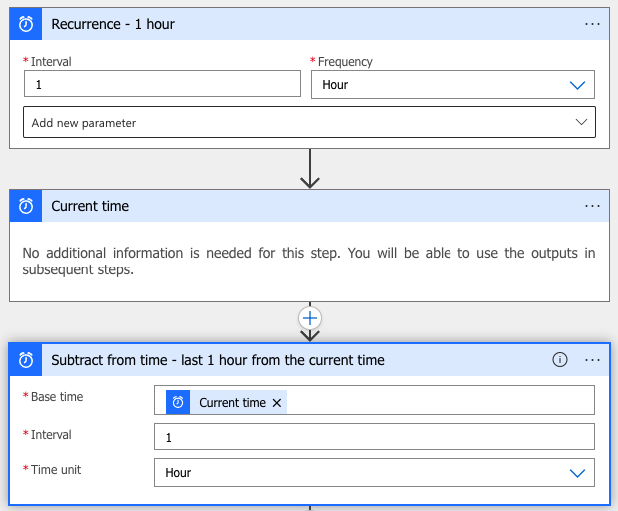 Recurrence - 1 hour
* Interval
* Frequency
1
Hour
Add new parameter
Current time
No additional information is needed for this step. You will be able to use the outputs in
subsequent steps.
Subtract from time - last 1 hour from the current time
* Base time
Current time
* Interval
1
* Time unit
Hour